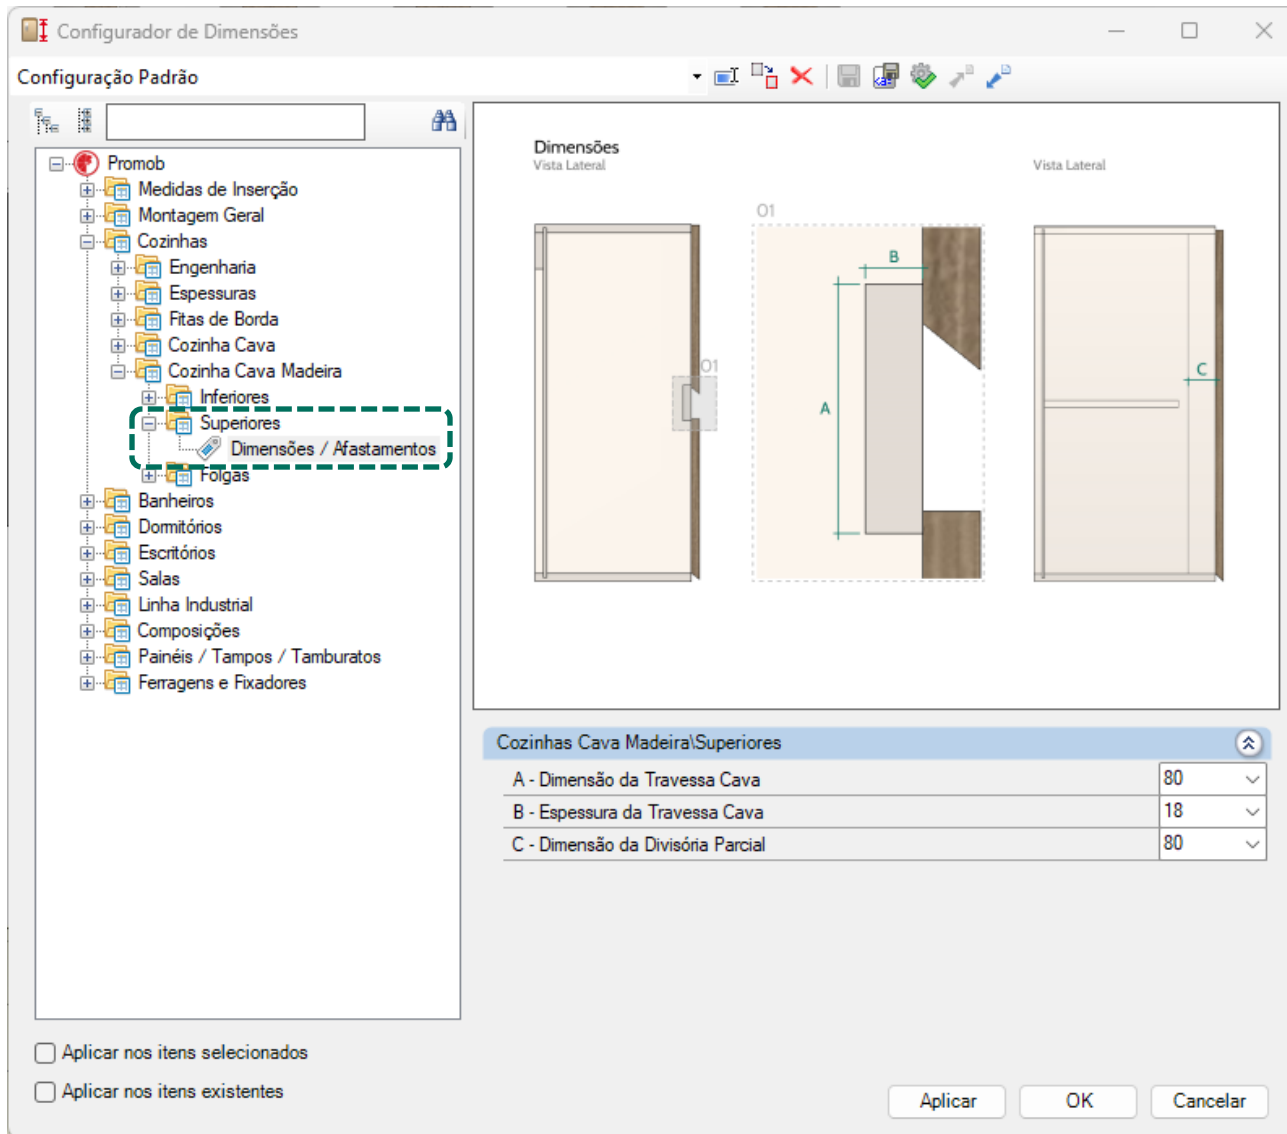 Configurador de Dimensões
Configuração Padrão
Promob
Medidas de Inserção
Montagem Geral
Cozinhas
Engenharia
Espessuras
Fitas de Borda
Cozinha Cava
Cozinha Cava Madeira
Inferiores
Superiores
Dimensões / Afastamentos
Folgas
Banheiros
Dormitórios
Escritórios
Salas
Linha Industrial
Composições
Painéis / Tampos / Tamburatos
Ferragens e Fixadores
Dimensões
Vista Lateral
Vista Lateral
01
B
01
A
C
Cozinhas Cava Madeira\Superiores
A - Dimensão da Travessa Cava 80
B - Espessura da Travessa Cava 18
C - Dimensão da Divisória Parcial 80
Aplicar nos itens selecionados
Aplicar nos itens existentes
Aplicar OK Cancelar